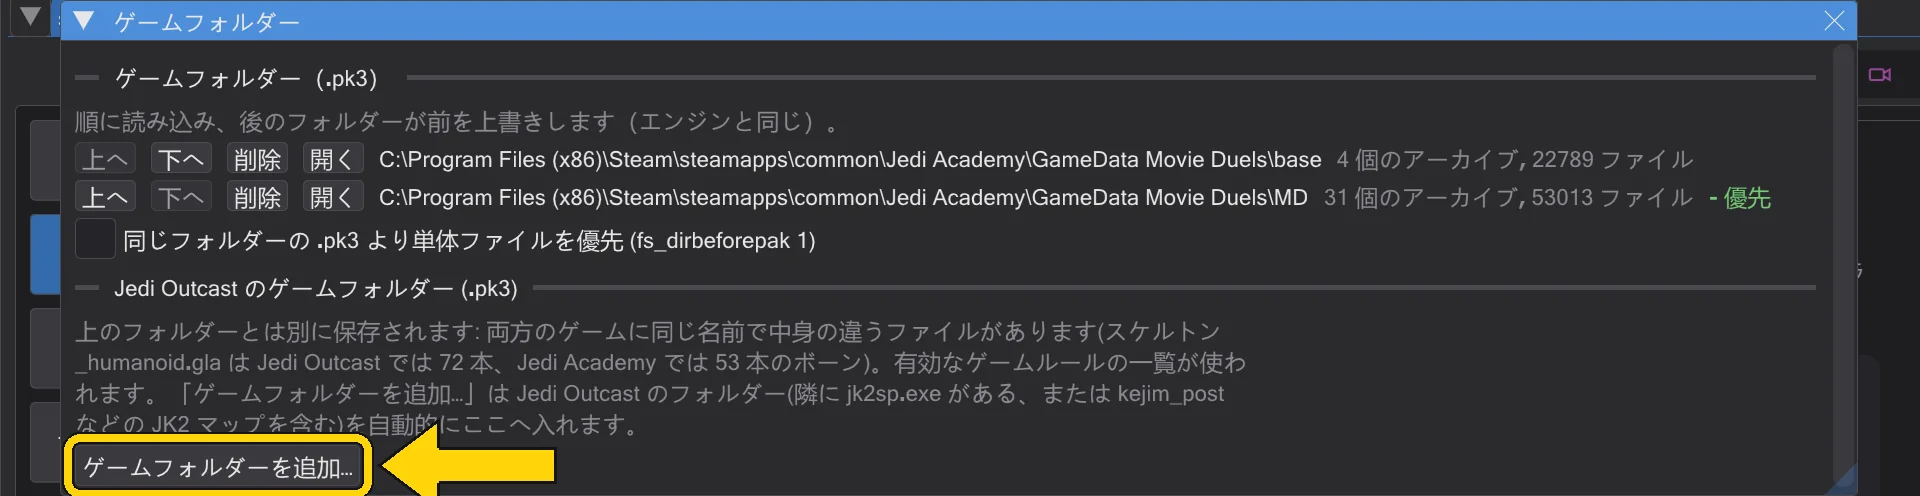 ゲームフォルダー
ゲームフォルダー (.pk3)
順に読み込み、後のフォルダーが前を上書きします（エンジンと同じ）。
上へ 下へ 削除 開く C:\Program Files (x86)\Steam\steamapps\common\Jedi Academy\GameData Movie Duels\base 4 個のアーカイブ, 22789 ファイル
上へ 下へ 削除 開く C:\Program Files (x86)\Steam\steamapps\common\Jedi Academy\GameData Movie Duels\MD 31 個のアーカイブ, 53013 ファイル - 優先
同じフォルダーの .pk3 より単体ファイルを優先 (fs_dirbeforepak 1)
Jedi Outcast のゲームフォルダー (.pk3)
上のフォルダーとは別に保存されます: 両方のゲームに同じ名前で中身の違うファイルがあります(スケルトン
_humanoid.gla は Jedi Outcast では 72 本、Jedi Academy では 53 本のボーン)。有効なゲームルールの一覧が使わ
れます。「ゲームフォルダーを追加...」は Jedi Outcast のフォルダー(隣に jk2sp.exe がある、または kejim_post
などの JK2 マップを含む)を自動的にここへ入れます。
ゲームフォルダーを追加...